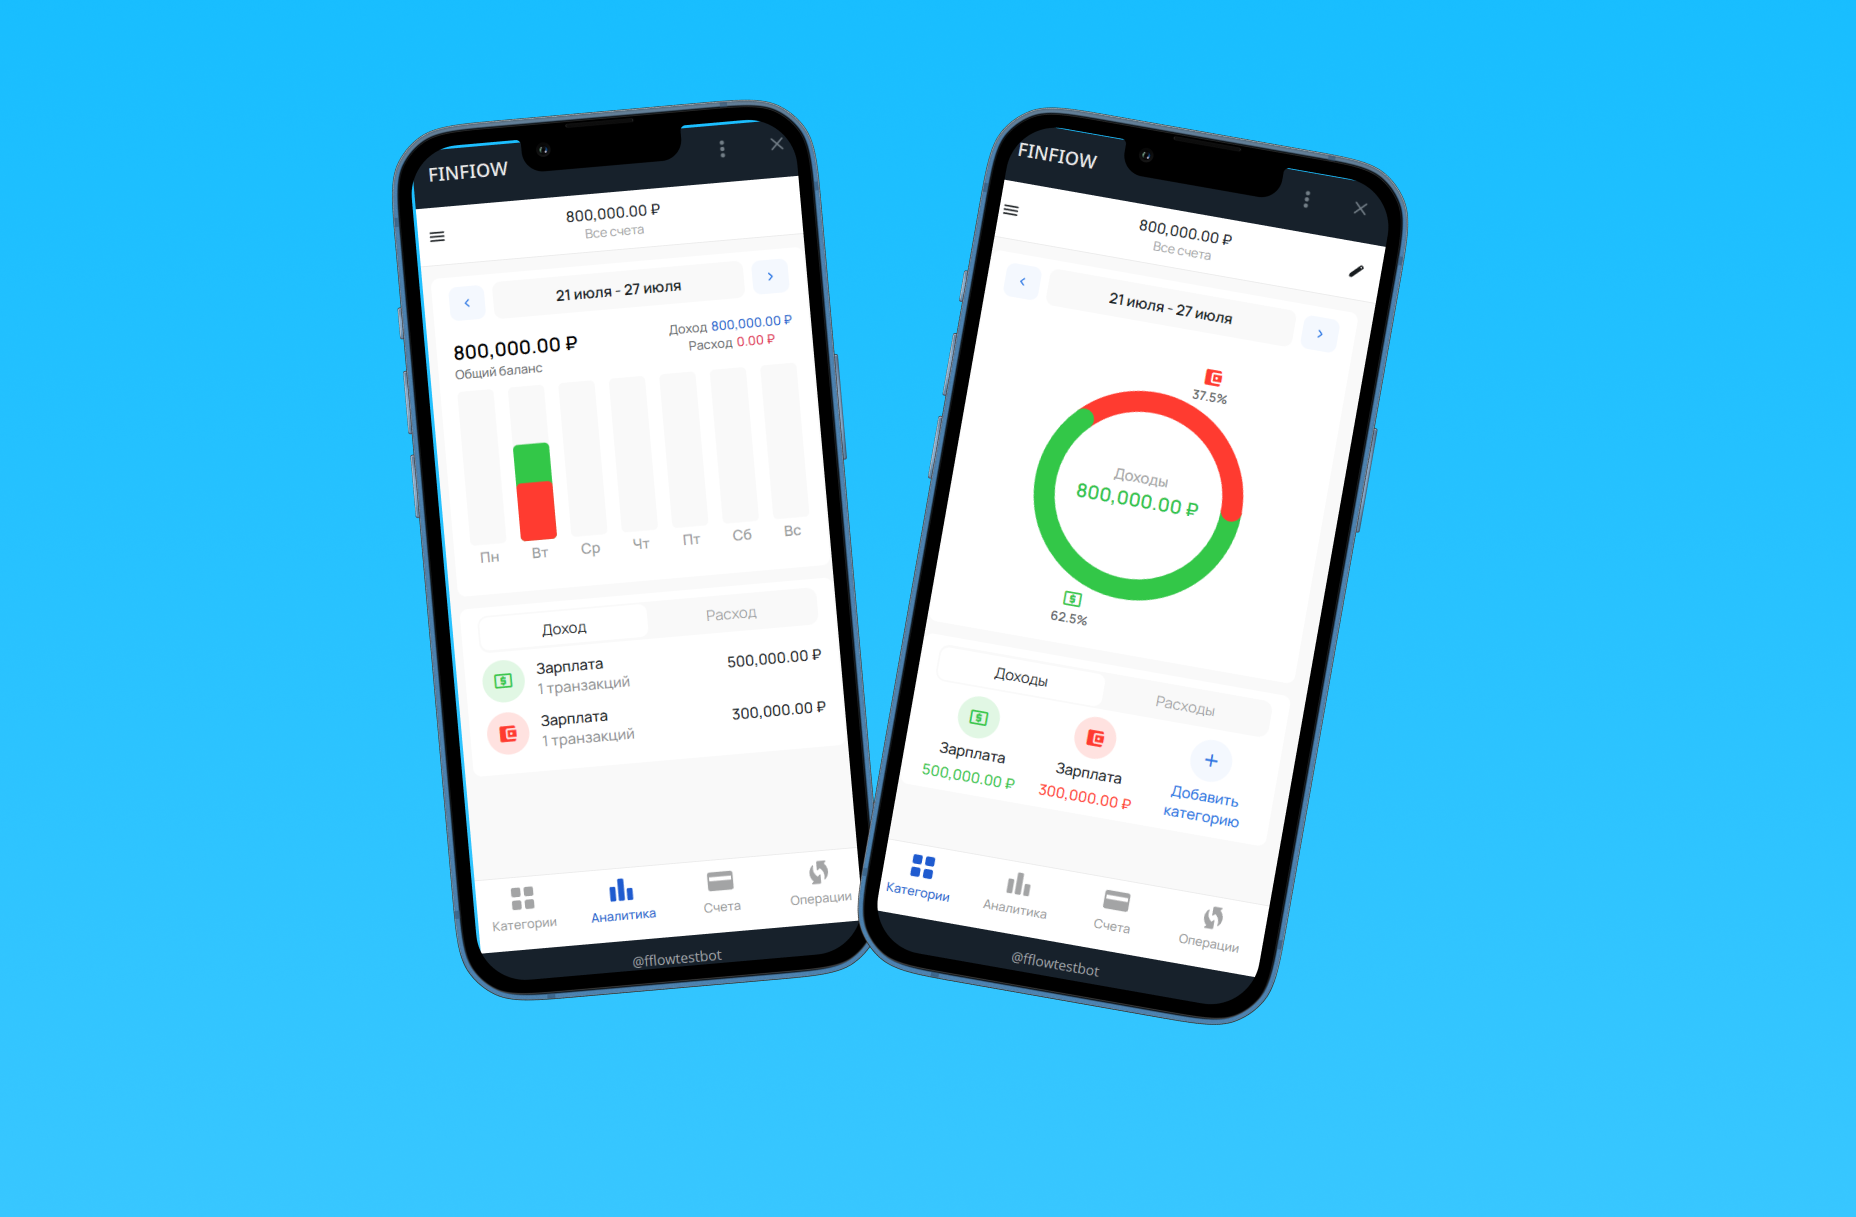 FINFIOW
800,000.00 ₽
Все счета
21 июля - 27 июля
800,000.00 ₽
Общий баланс
Доход 800,000.00 ₽
Расход 0.00 ₽
Пн Вт Ср Чт Пт Сб Вс
Доход Расход
Зарплата 500,000.00 ₽
1 транзакций
Зарплата 300,000.00 ₽
1 транзакций
Категории Аналитика Счета Операции
@fflowtestbot
FINFIOW
800,000.00 ₽
Все счета
21 июля - 27 июля
37.5%
Доходы
800,000.00 ₽
62.5%
Доходы Расходы
Зарплата Зарплата Добавить
500,000.00 ₽ 300,000.00 ₽ категорию
Категории Аналитика Счета Операции
@fflowtestbot